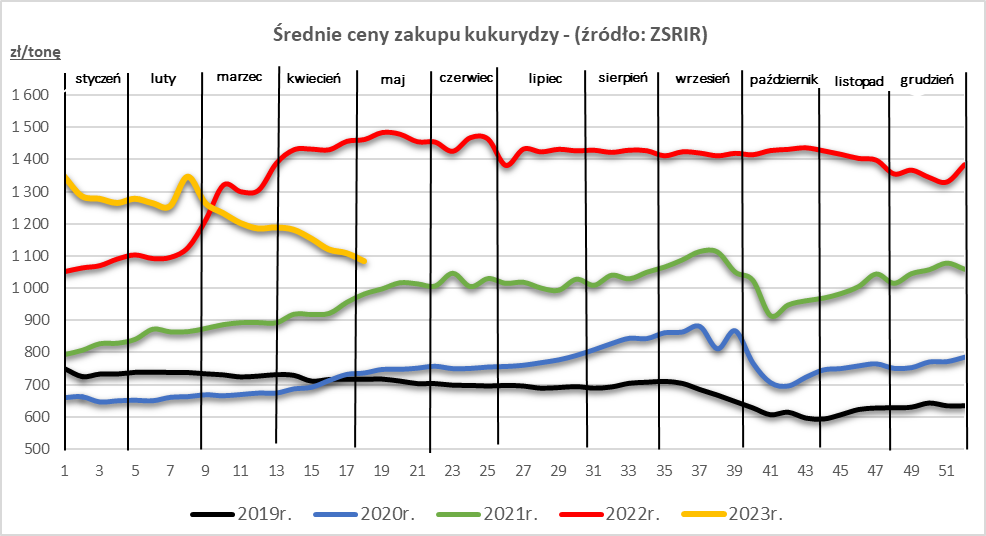 Średnie ceny zakupu kukurydzy - (źródło: ZSRIR)
zł/tonę
styczeń luty marzec kwiecień maj czerwiec lipiec sierpień wrzesień październik listopad grudzień
1 600
1 500
1 400
1 300
1 200
1 100
1 000
900
800
700
600
500
1 3 5 7 9 11 13 15 17 19 21 23 25 27 29 31 33 35 37 39 41 43 45 47 49 51
2019r. 2020r. 2021r. 2022r. 2023r.